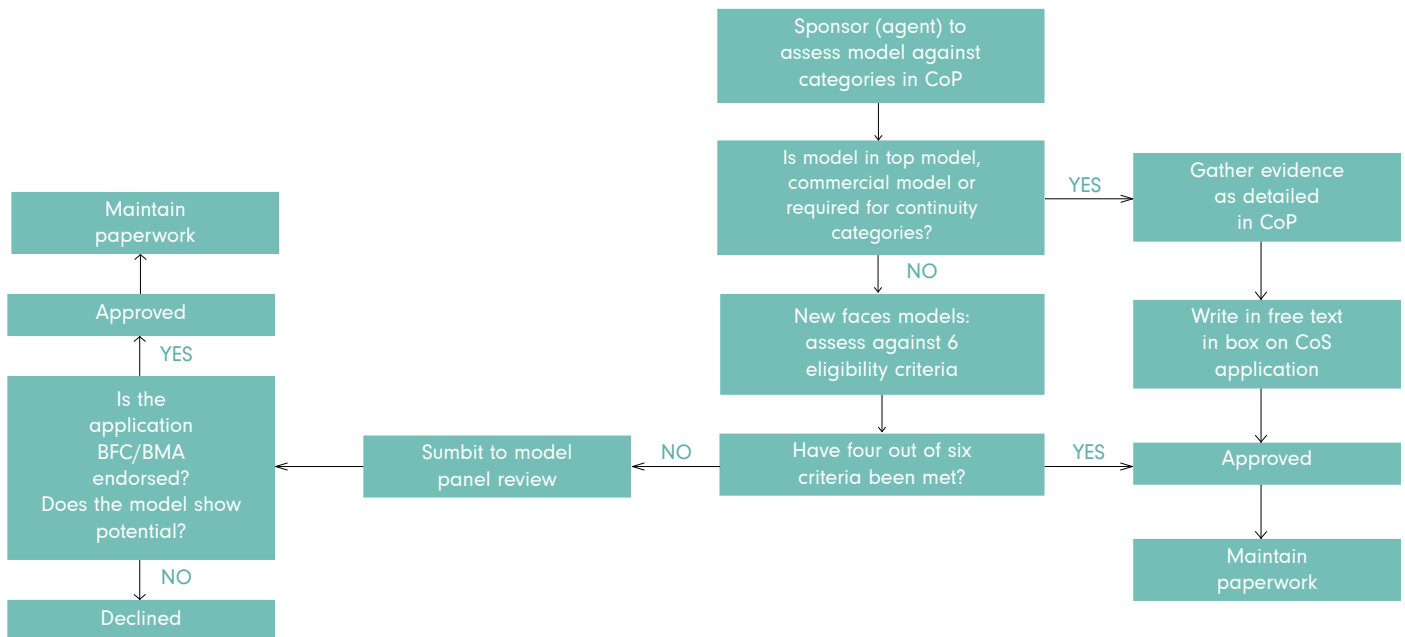 Sponsor (agent) to
assess model against
categories in CoP
Is model in top model,
commercial model or
required for continuity
categories?
YES
Gather evidence
as detailed
in CoP
NO
Write in free text
in box on CoS
application
New faces models:
assess against 6
eligibility criteria
Have four out of six
criteria been met?
YES
Approved
Maintain
paperwork
NO
Sumbit to model
panel review
Is the
application
BFC/BMA
endorsed?
Does the model show
potential?
YES
Approved
Maintain
paperwork
NO
Declined